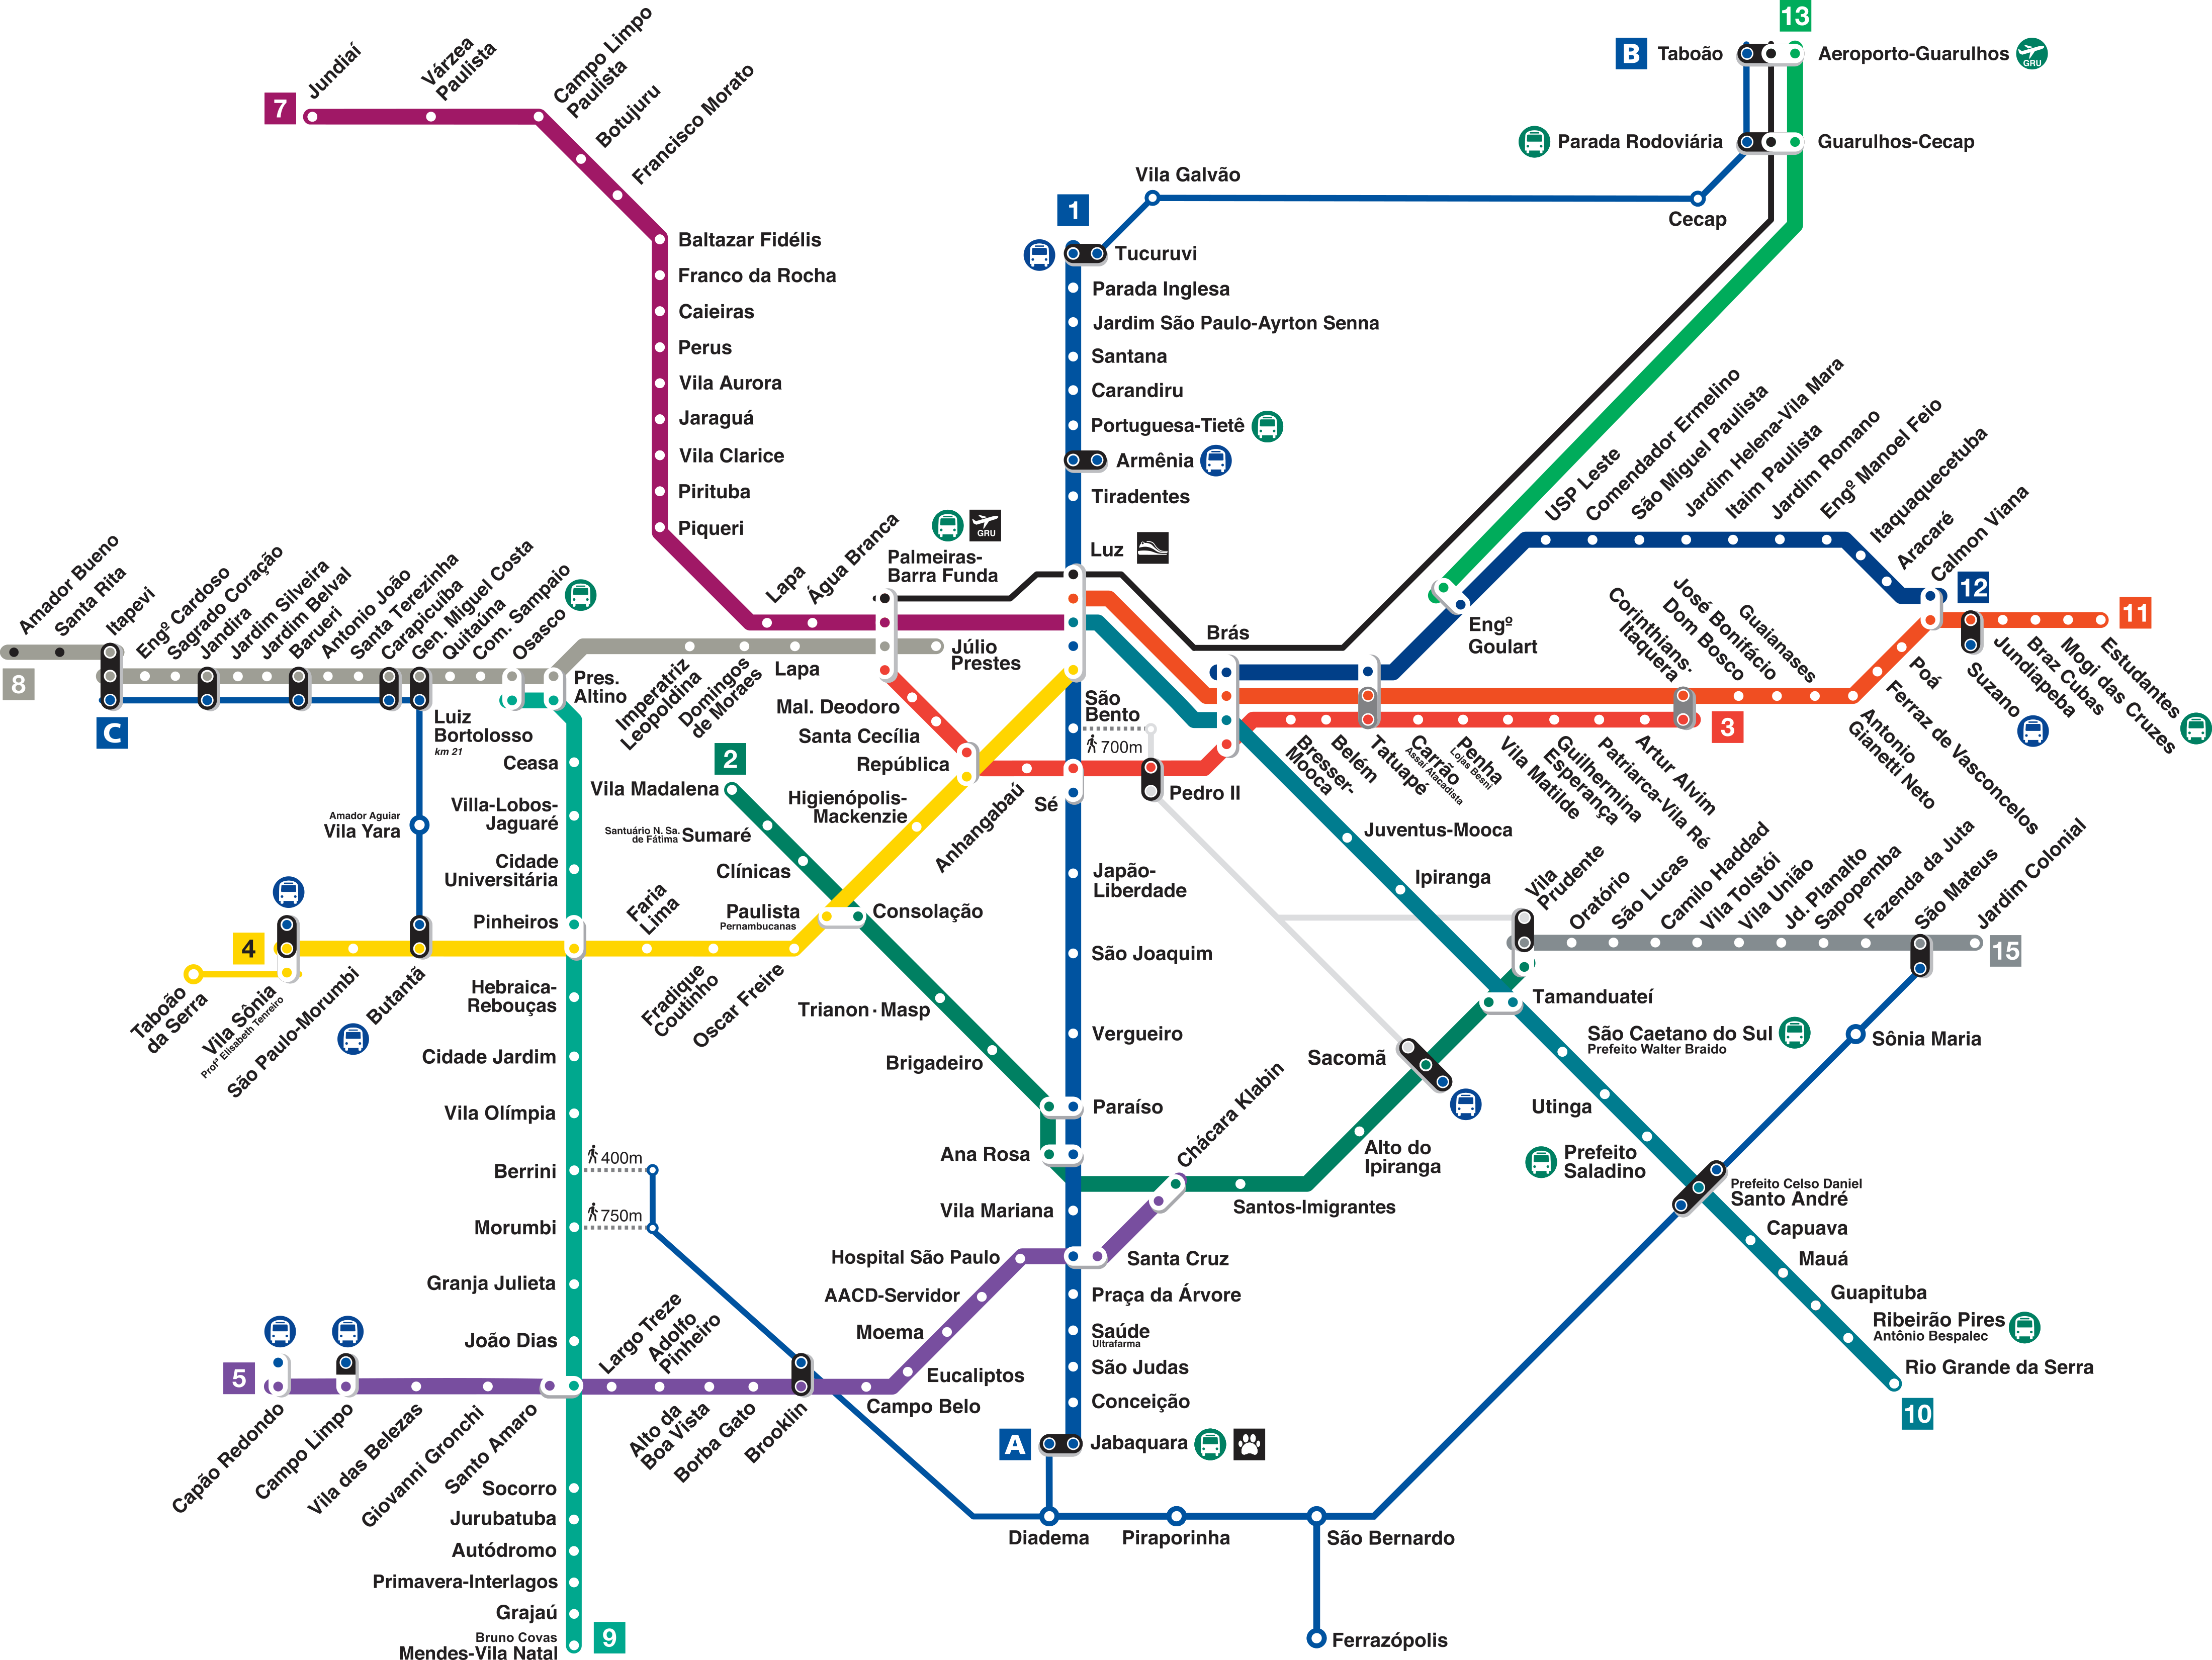 13
B
Taboão
Aeroporto-Guarulhos
GRU
Parada Rodoviária
Guarulhos-Cecap
Vila Galvão
Cecap
7
Jundiaí
Várzea
Paulista
Campo Limpo
Paulista
Botujuru
Francisco Morato
Baltazar Fidélis
Franco da Rocha
Caieiras
Perus
Vila Aurora
Jaraguá
Vila Clarice
Pirituba
Piqueri
Lapa
Água Branca
GRU
Palmeiras-
Barra Funda
1
Tucuruvi
Parada Inglesa
Jardim São Paulo-Ayrton Senna
Santana
Carandiru
Portuguesa-Tietê
Armênia
Tiradentes
Luz
Brás
Engº
Goulart
USP Leste
Comendador Ermelino
São Miguel Paulista
Jardim Helena-Vila Mara
Itaim Paulista
Jardim Romano
Engº Manoel Feio
Itaquaquecetuba
Aracaré
Calmon Viana
12
11
Amador Bueno
Santa Rita
Itapevi
Engº Cardoso
Sagrado Coração
Jandira
Jardim Silveira
Jardim Belval
Barueri
Antonio João
Santa Terezinha
Carapicuíba
Gen. Miguel Costa
Quitaúna
Com. Sampaio
Osasco
8
C
Pres.
Altino
Imperatriz
Leopoldina
Domingos
de Moraes
Lapa
Júlio
Prestes
Luiz
Bortolosso
km 21
Amador Aguiar
Vila Yara
Ceasa
Villa-Lobos-
Jaguaré
Cidade
Universitária
Pinheiros
Hebraica-
Rebouças
Cidade Jardim
Vila Olímpia
Berrini
400m
Morumbi
750m
Granja Julieta
João Dias
Socorro
Jurubatuba
Autódromo
Primavera-Interlagos
Grajaú
Bruno Covas
Mendes-Vila Natal
9
Mal. Deodoro
Santa Cecília
República
Anhangabaú
São
Bento
700m
Sé
Pedro II
Bresser-
Mooca
Belém
Tatuapé
Carrão
Assaí Atacadista
Penha
Lojas Besni
Vila Matilde
Guilhermina
Esperança
Patriarca-Vila Ré
Artur Alvim
Corinthians-
Itaquera
3
Dom Bosco
José Bonifácio
Guaianases
Antonio
Gianetti Neto
Ferraz de Vasconcelos
Poá
Suzano
Jundiapeba
Braz Cubas
Mogi das Cruzes
Estudantes
2
Vila Madalena
Santuário N. Sa.
de Fátima
Sumaré
Clínicas
Higienópolis-
Mackenzie
Paulista
Pernambucanas
Consolação
Trianon · Masp
Brigadeiro
Paraíso
Ana Rosa
4
Taboão
da Serra
Vila Sônia
Profª Elisabeth Tenreiro
São Paulo-Morumbi
Butantã
Faria
Lima
Fradique
Coutinho
Oscar Freire
Japão-
Liberdade
São Joaquim
Vergueiro
Vila Mariana
Santa Cruz
Praça da Árvore
Saúde
Ultrafarma
São Judas
Conceição
A
Jabaquara
Chácara Klabin
Santos-Imigrantes
Alto do
Ipiranga
Sacomã
Juventus-Mooca
Ipiranga
Tamanduateí
São Caetano do Sul
Prefeito Walter Braido
Utinga
Prefeito
Saladino
Prefeito Celso Daniel
Santo André
Capuava
Mauá
Guapituba
Ribeirão Pires
Antônio Bespalec
Rio Grande da Serra
10
Vila
Prudente
Oratório
São Lucas
Camilo Haddad
Vila Tolstói
Vila União
Jd. Planalto
Sapopemba
Fazenda da Juta
São Mateus
Jardim Colonial
15
Sônia Maria
5
Capão Redondo
Campo Limpo
Vila das Belezas
Giovanni Gronchi
Santo Amaro
Largo Treze
Adolfo
Pinheiro
Alto da
Boa Vista
Borba Gato
Brooklin
Campo Belo
Eucaliptos
Moema
AACD-Servidor
Hospital São Paulo
Diadema
Piraporinha
São Bernardo
Ferrazópolis